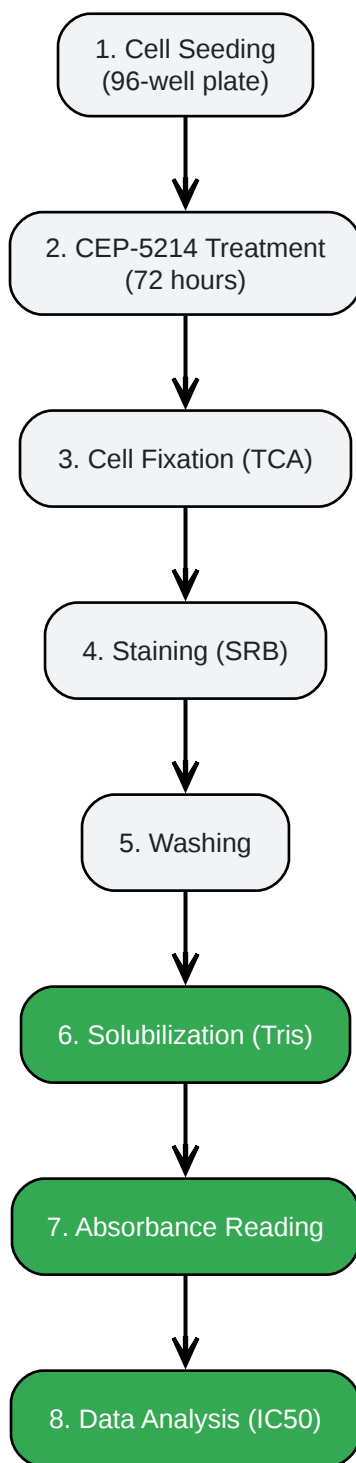 1. Cell Seeding
(96-well plate)
2. CEP-5214 Treatment
(72 hours)
3. Cell Fixation (TCA)
4. Staining (SRB)
5. Washing
6. Solubilization (Tris)
7. Absorbance Reading
8. Data Analysis (IC50)